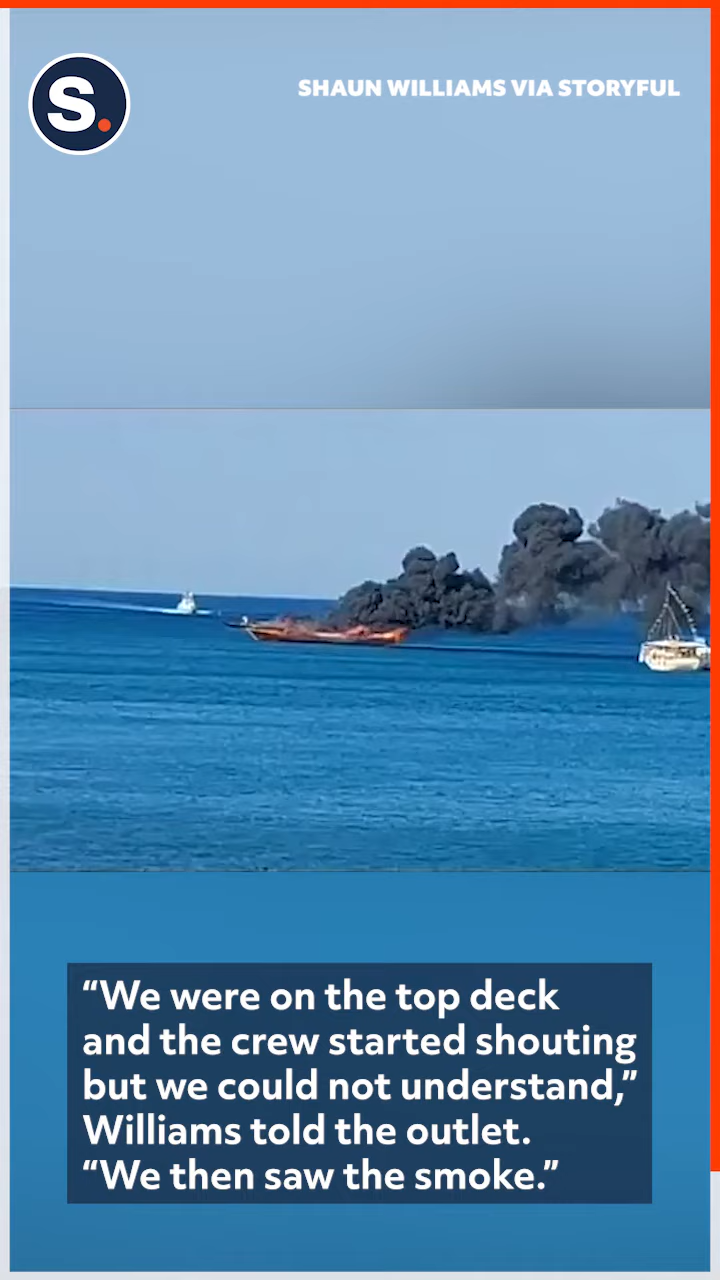 S.
SHAUN WILLIAMS VIA STORYFUL
“We were on the top deck
and the crew started shouting
but we could not understand,”
Williams told the outlet.
“We then saw the smoke.”